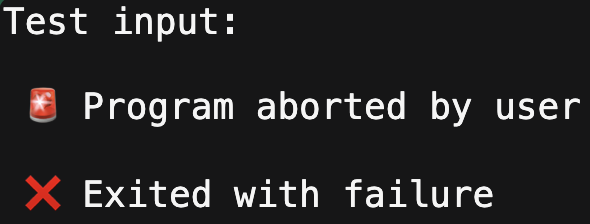 Test input:
🚨 Program aborted by user
❌ Exited with failure